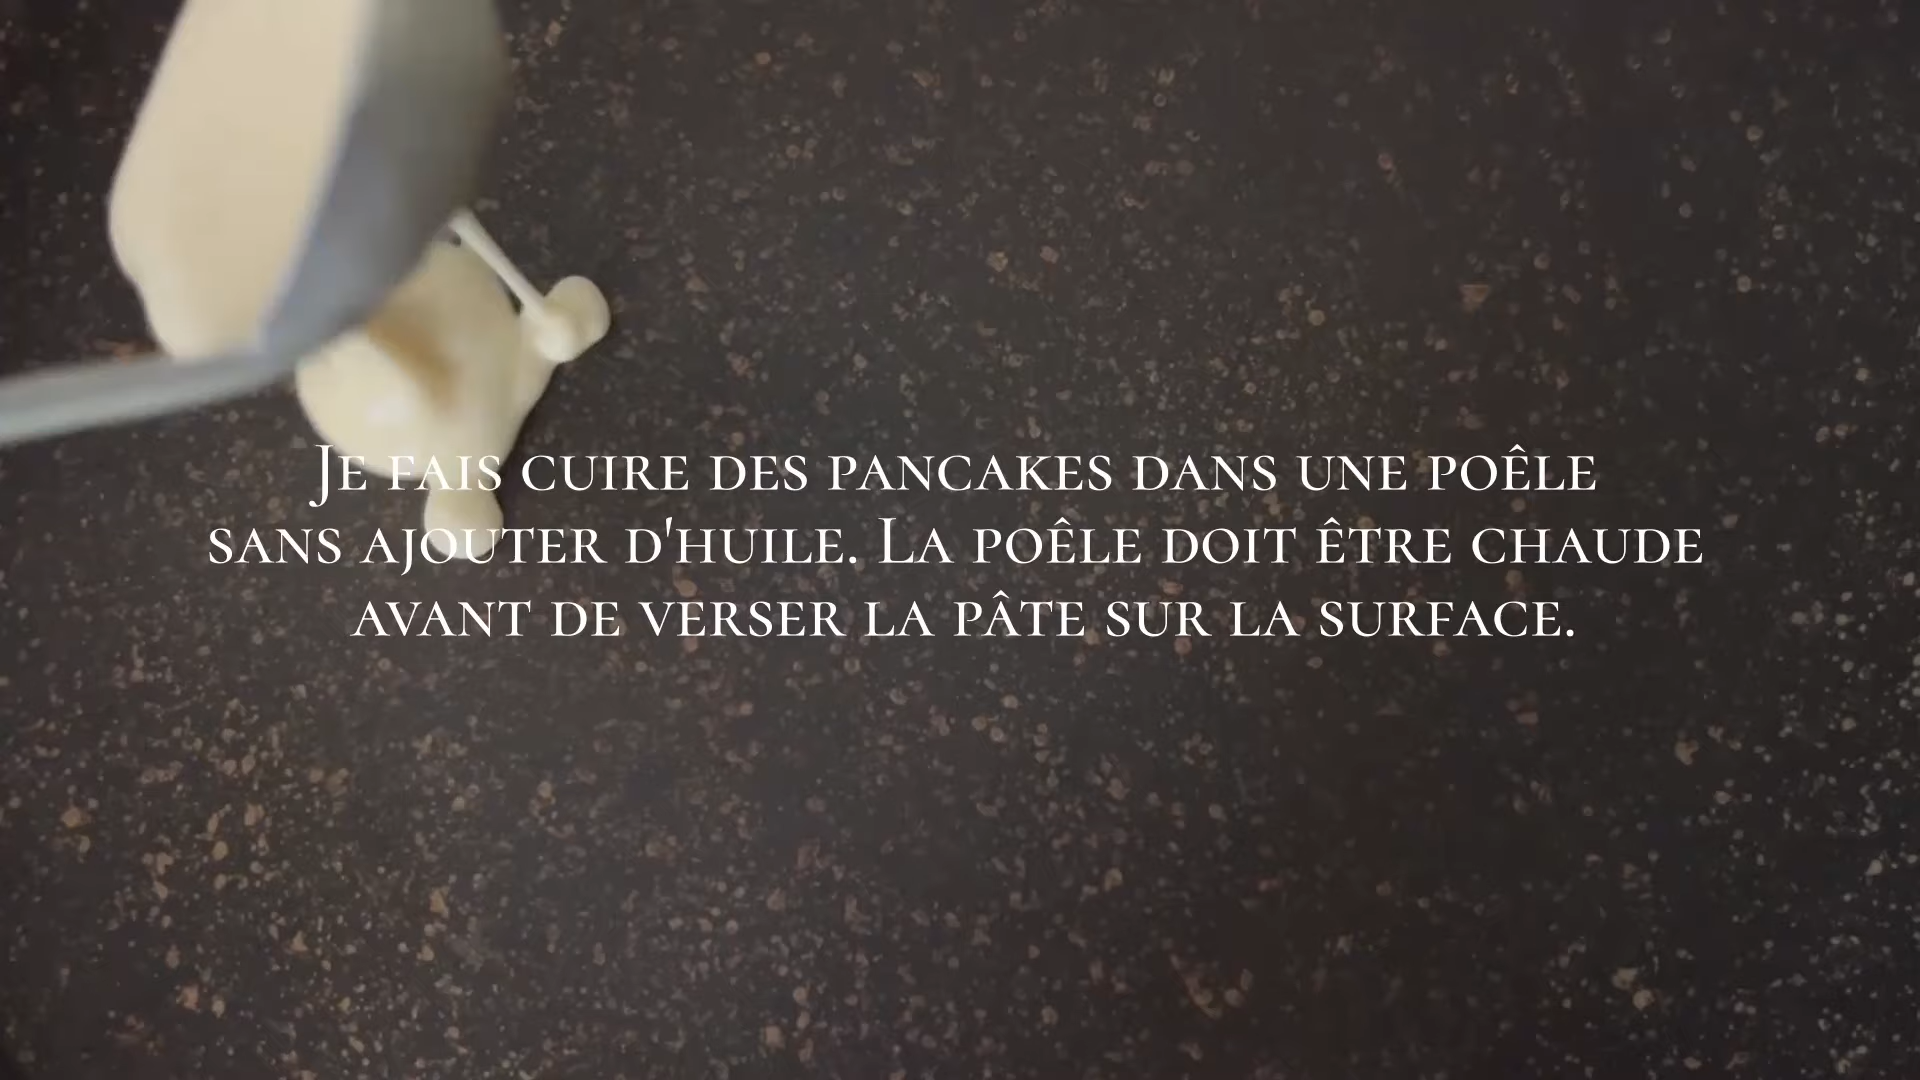 Je fais cuire des pancakes dans une poêle
sans ajouter d'huile. La poêle doit être chaude
avant de verser la pâte sur la surface.